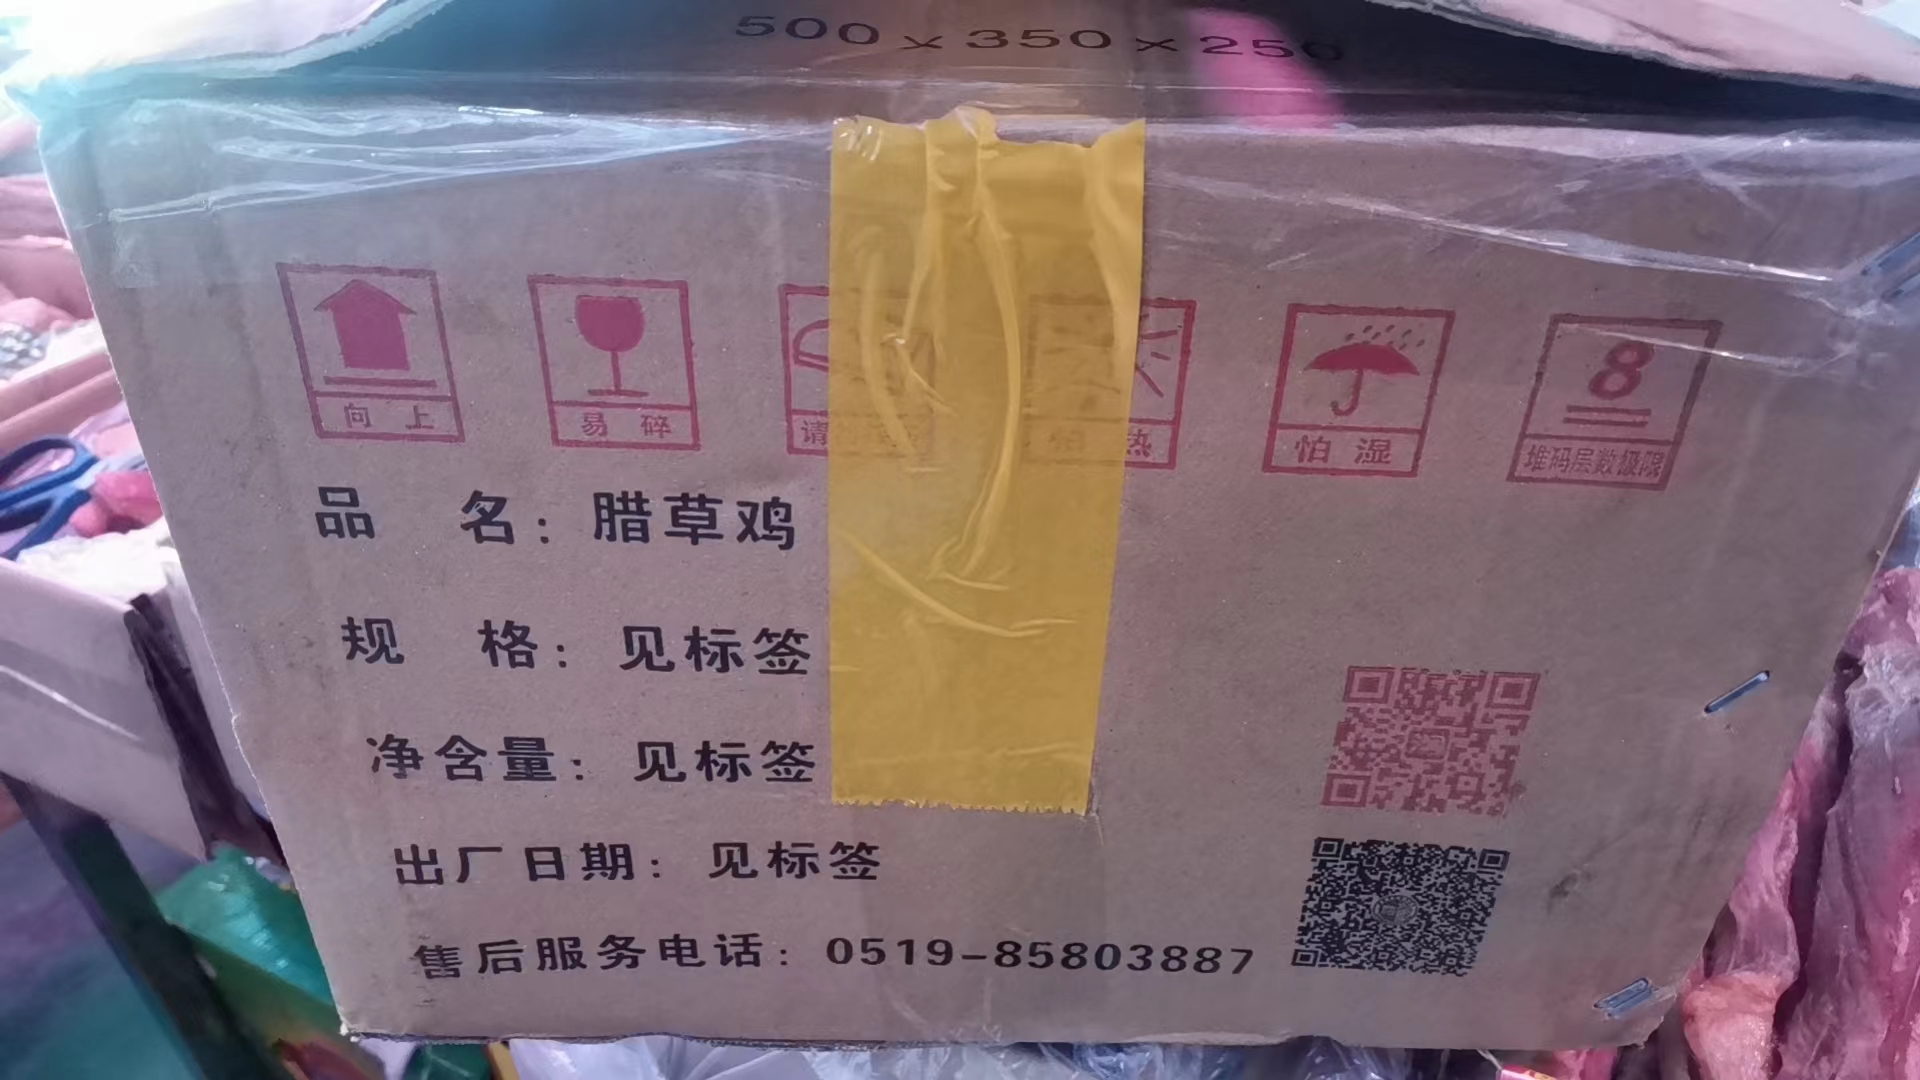 500×350×250
向上
易碎
请
怕热
怕湿
8
堆码层数极限
品 名：腊草鸡
规 格：见标签
净含量：见标签
出厂日期：见标签
售后服务电话：0519-85803887